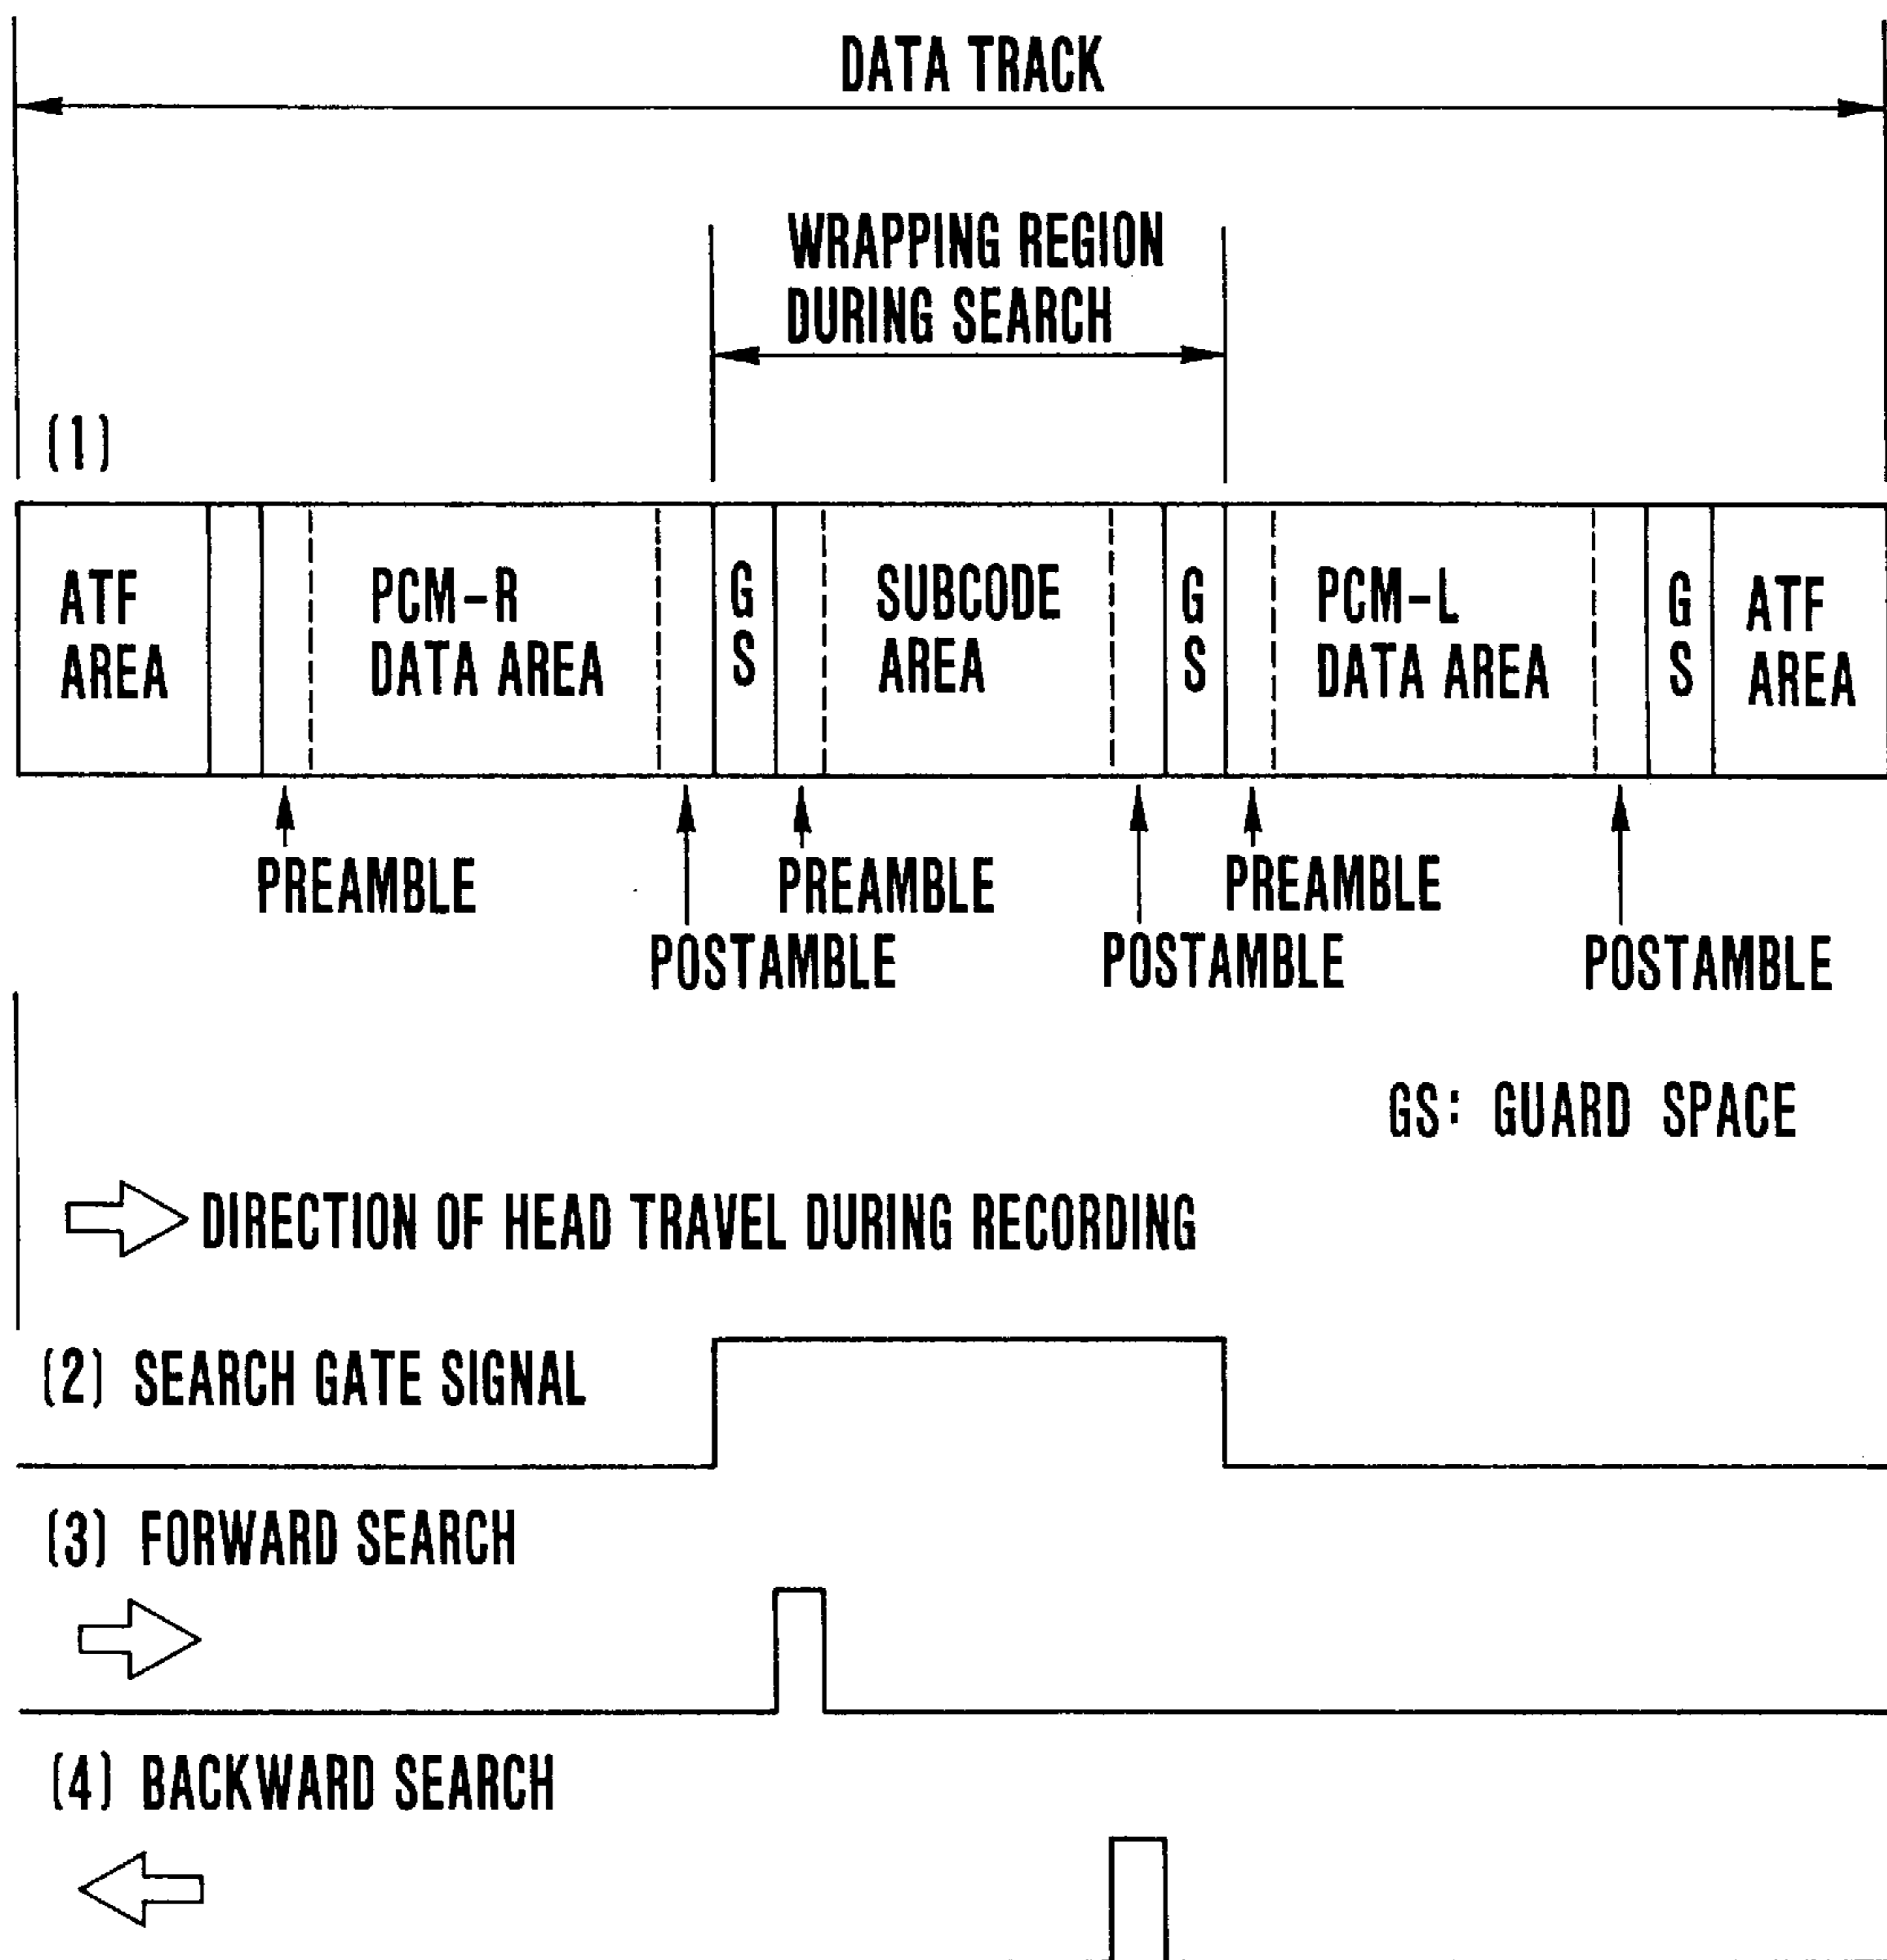 DATA TRACK
WRAPPING REGION
DURING SEARCH
(1)
ATF
AREA
PCM-R
DATA AREA
G
S
SUBCODE
AREA
G
S
PCM-L
DATA AREA
G
S
ATF
AREA
PREAMBLE
PREAMBLE
PREAMBLE
POSTAMBLE
POSTAMBLE
POSTAMBLE
GS: GUARD SPACE
DIRECTION OF HEAD TRAVEL DURING RECORDING
(2) SEARCH GATE SIGNAL
(3) FORWARD SEARCH
(4) BACKWARD SEARCH